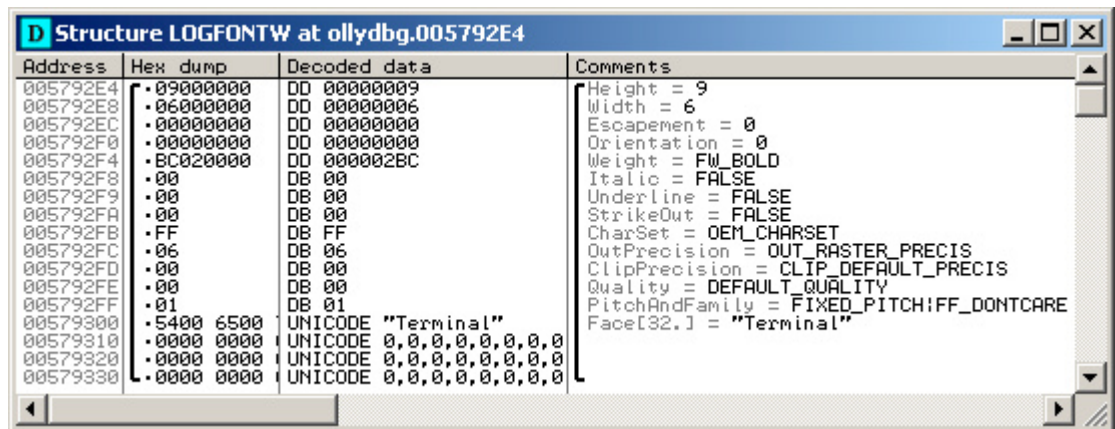 D Structure LOGFONTW at ollydbg.005792E4
Address Hex dump Decoded data Comments
005792E4 ·09000000 DD 00000009 Height = 9
005792E8 ·06000000 DD 00000006 Width = 6
005792EC ·00000000 DD 00000000 Escapement = 0
005792F0 ·00000000 DD 00000000 Orientation = 0
005792F4 ·BC020000 DD 000002BC Weight = FW_BOLD
005792F8 ·00 DB 00 Italic = FALSE
005792F9 ·00 DB 00 Underline = FALSE
005792FA ·00 DB 00 StrikeOut = FALSE
005792FB ·FF DB FF CharSet = OEM_CHARSET
005792FC ·06 DB 06 OutPrecision = OUT_RASTER_PRECIS
005792FD ·00 DB 00 ClipPrecision = CLIP_DEFAULT_PRECIS
005792FE ·00 DB 00 Quality = DEFAULT_QUALITY
005792FF ·01 DB 01 PitchAndFamily = FIXED_PITCH¦FF_DONTCARE
00579300 ·5400 6500 UNICODE "Terminal" Face[32.] = "Terminal"
00579310 ·0000 0000 UNICODE 0,0,0,0,0,0,0,0
00579320 ·0000 0000 UNICODE 0,0,0,0,0,0,0,0
00579330 ·0000 0000 UNICODE 0,0,0,0,0,0,0,0